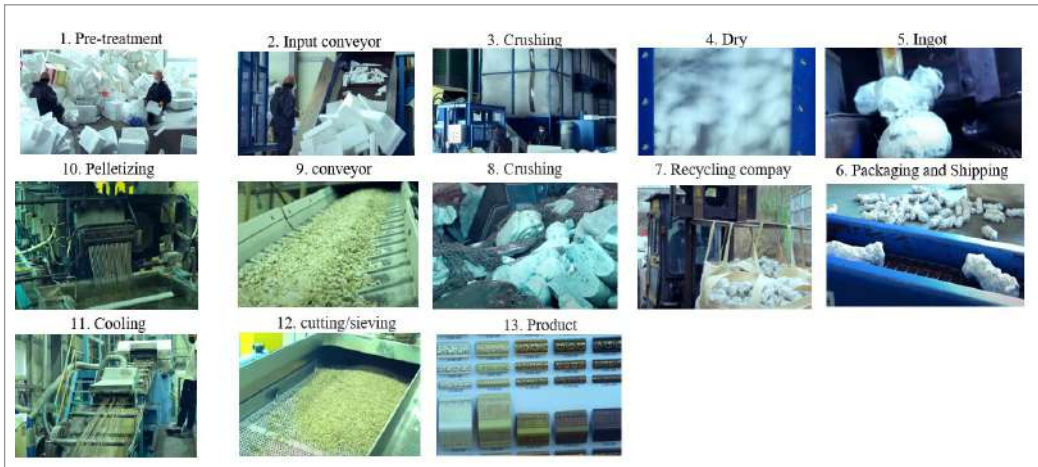 1. Pre-treatment
2. Input conveyor
3. Crushing
4. Dry
5. Ingot
10. Pelletizing
9. conveyor
8. Crushing
7. Recycling compay
6. Packaging and Shipping
11. Cooling
12. cutting/sieving
13. Product